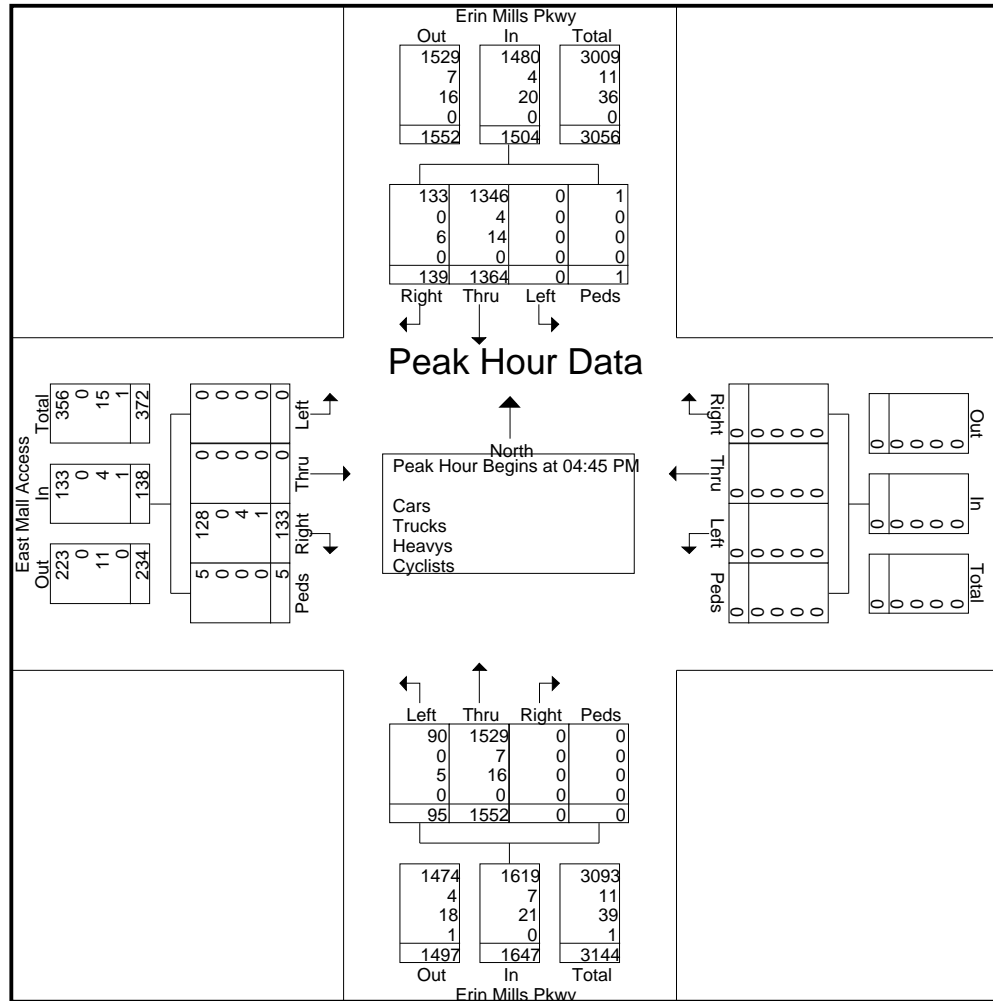 Erin Mills Pkwy
Out In Total
1529 1480 3009
7 4 11
16 20 36
0 0 0
1552 1504 3056
133 1346 0 1
0 4 0 0
6 14 0 0
0 0 0 0
139 1364 0 1
Right Thru Left Peds
Peak Hour Data
North
Peak Hour Begins at 04:45 PM
Cars
Trucks
Heavys
Cyclists
East Mall Access
Total
356 0 15 1 372
In
133 0 4 1 138
Out
223 0 11 0 234
Left
0 0 0 0 0
Thru
0 0 0 0 0
Right
128 0 4 1 133
Peds
5 0 0 0 5
Right
0 0 0 0 0
Thru
0 0 0 0 0
Left
0 0 0 0 0
Peds
0 0 0 0 0
Out
0 0 0 0 0
In
0 0 0 0 0
Total
0 0 0 0 0
Left Thru Right Peds
90 1529 0 0
0 7 0 0
5 16 0 0
0 0 0 0
95 1552 0 0
1474 1619 3093
4 7 11
18 21 39
1 0 1
1497 1647 3144
Out In Total
Erin Mills Pkwy